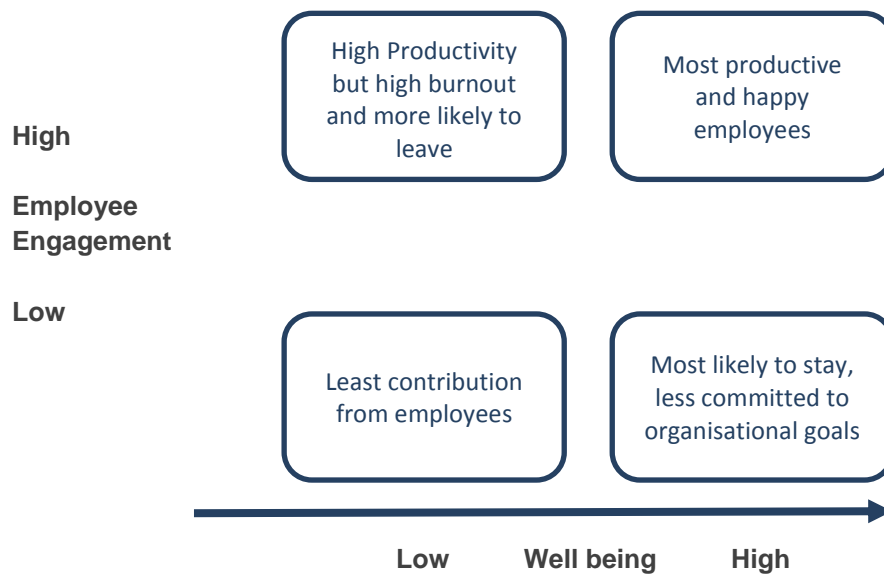 High Productivity
but high burnout
and more likely to
leave
Most productive
and happy
employees
High
Employee
Engagement
Low
Least contribution
from employees
Most likely to stay,
less committed to
organisational goals
Low Well being High